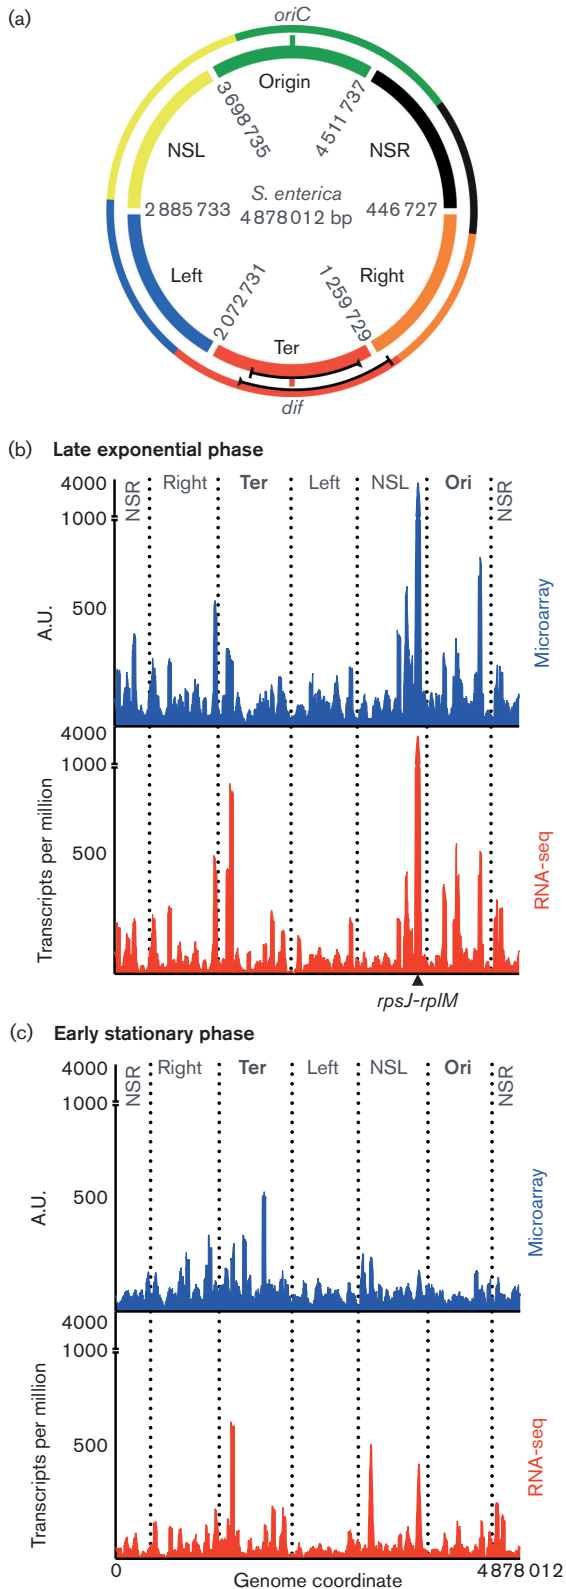 (a)
oriC
Origin
3 698 735
4 511 737
NSL
NSR
S. enterica
4 878 012 bp
2 885 733
446 727
Left
Right
2 072 731
1 259 729
Ter
dif
(b) Late exponential phase
4000
NSR
Right
Ter
Left
NSL
Ori
NSR
1000
500
A.U.
Microarray
4000
1000
500
Transcripts per million
RNA-seq
rpsJ-rplM
(c) Early stationary phase
4000
NSR
Right
Ter
Left
NSL
Ori
NSR
1000
500
A.U.
Microarray
4000
1000
500
Transcripts per million
RNA-seq
0
Genome coordinate
4 878 012